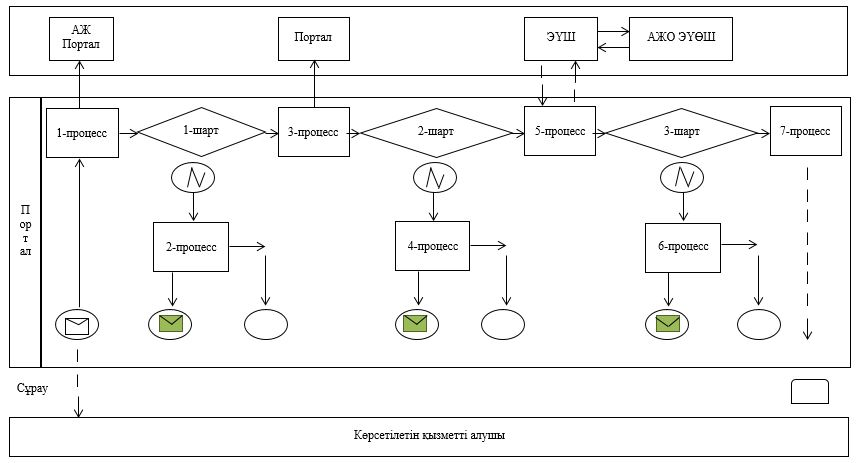 АЖ
Портал
Портал
ЭҮШ
АЖО ЭҮӨШ
1-процесс
1-шарт
3-процесс
2-шарт
5-процесс
3-шарт
7-процесс
П
ор
т
ал
2-процесс
4-процесс
6-процесс
Сұрау
Көрсетілетін қызметті алушы